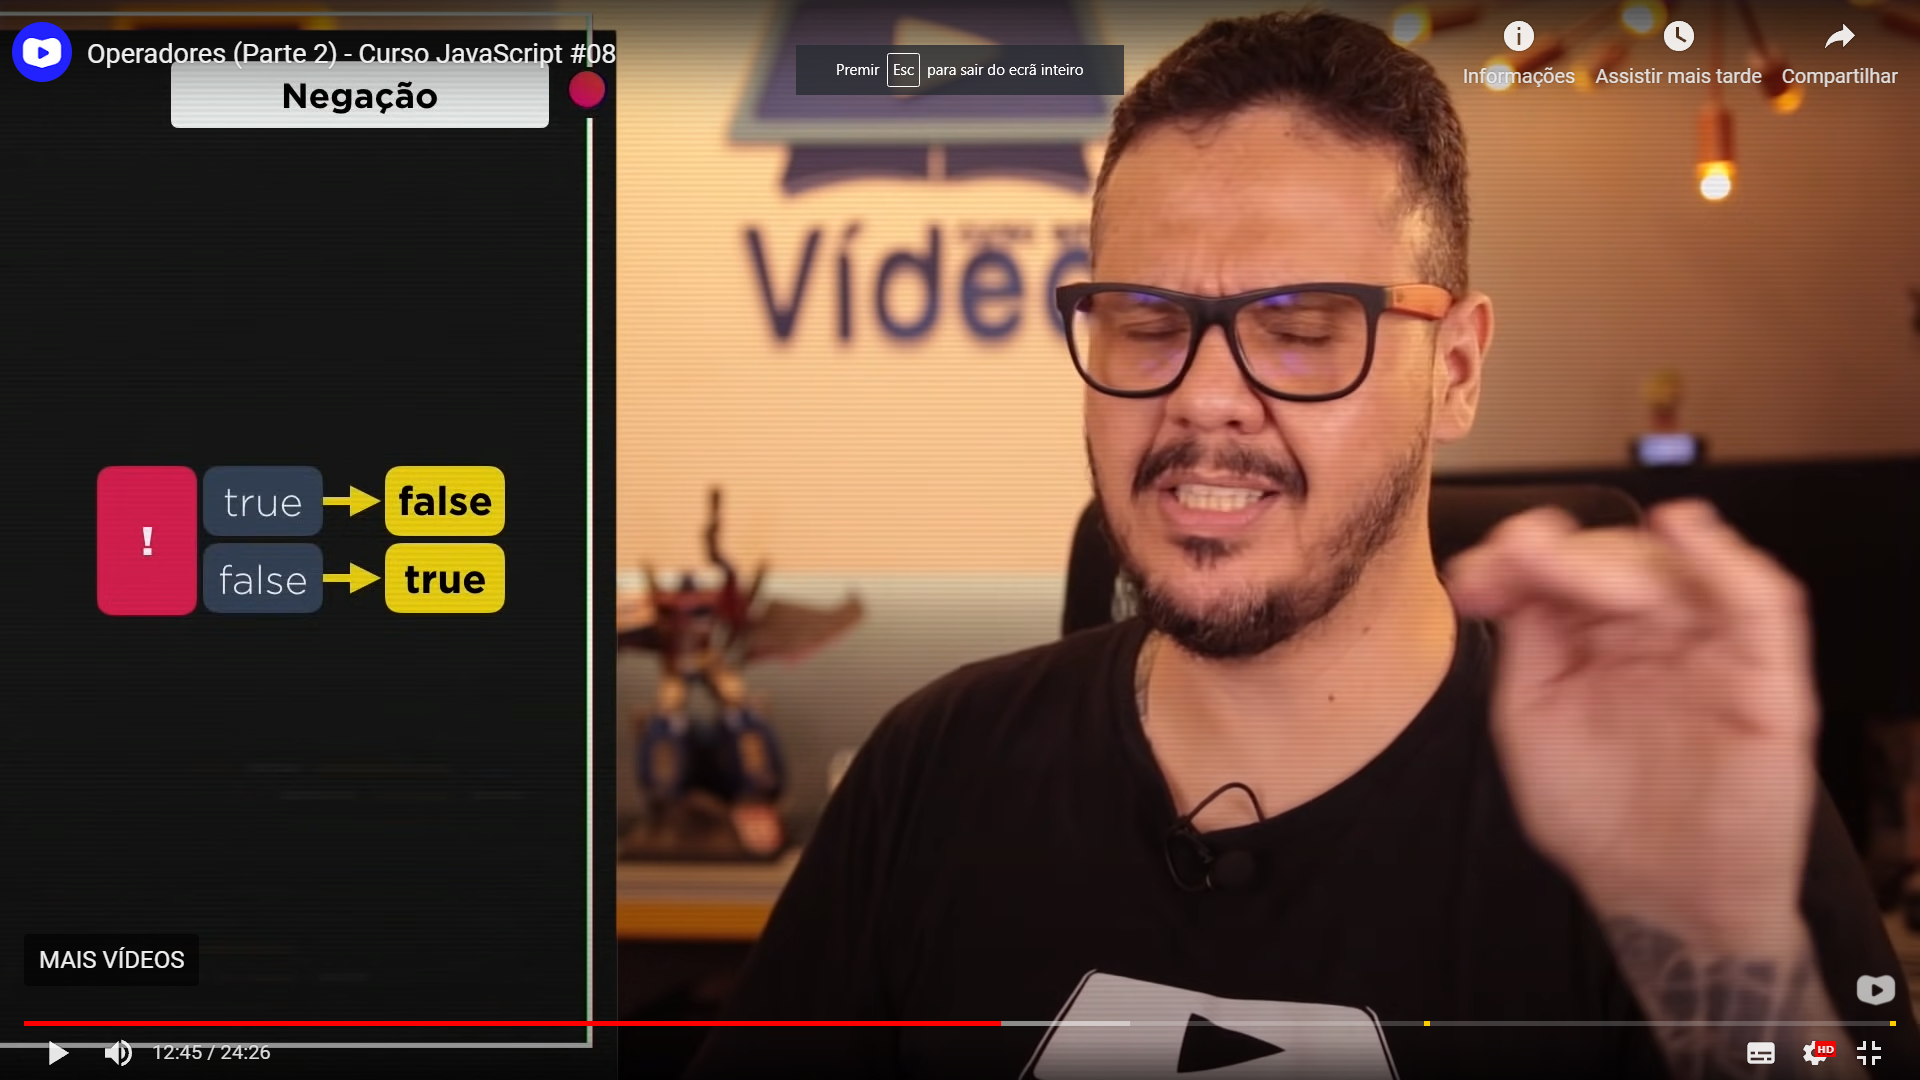 Operadores (Parte 2) - Curso JavaScript #08
Premir Esc para sair do ecrã inteiro
Informações
Assistir mais tarde
Compartilhar
Negação
!
true
false
false
true
MAIS VÍDEOS
12:45 / 24:26
HD